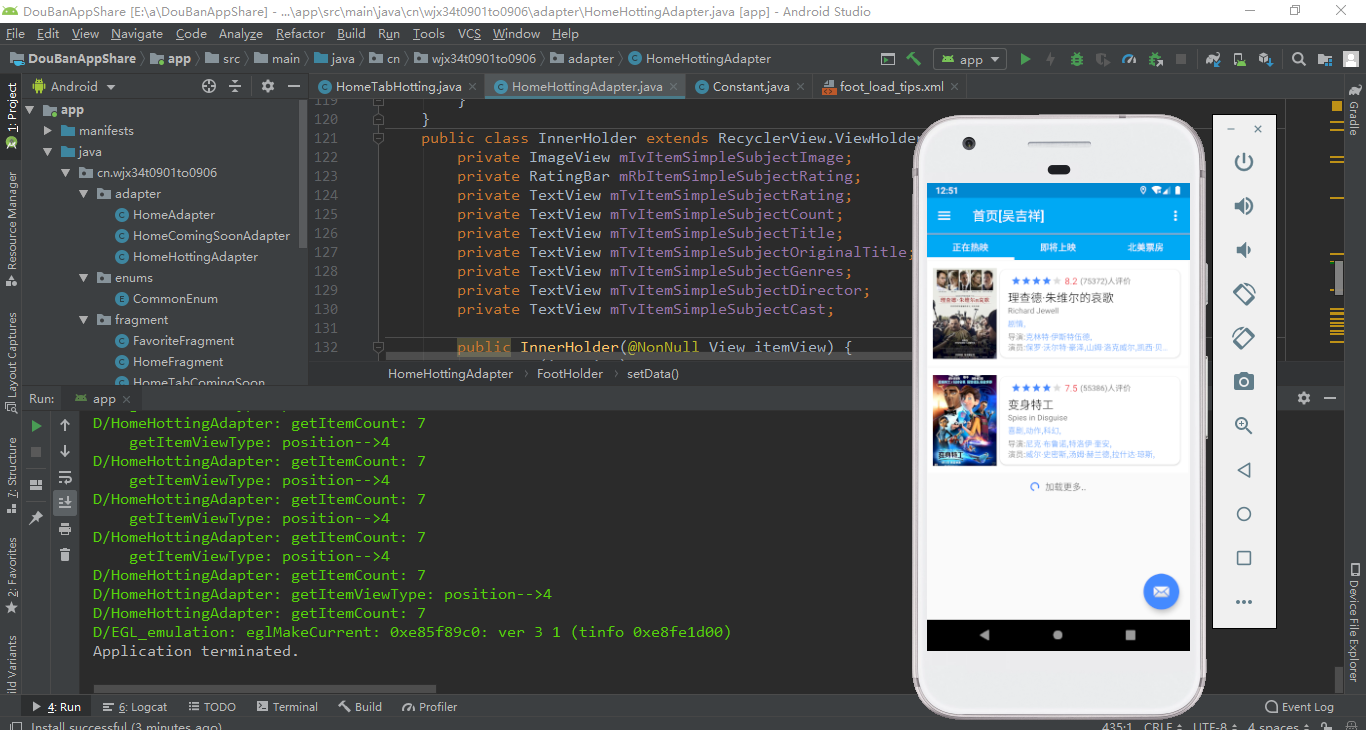 DouBanAppShare [E:\a\DouBanAppShare] - ...\app\src\main\java\cn\wjx34t0901to0906\adapter\HomeHottingAdapter.java [app] - Android Studio
File Edit View Navigate Code Analyze Refactor Build Run Tools VCS Window Help
DouBanAppShare app src main java cn wjx34t0901to0906 adapter HomeHottingAdapter app
1: Project
Resource Manager
Layout Captures
7: Structure
2: Favorites
ild Variants
Android
app
manifests
java
cn.wjx34t0901to0906
adapter
HomeAdapter
HomeComingSoonAdapter
HomeHottingAdapter
enums
CommonEnum
fragment
FavoriteFragment
HomeFragment
HomeTabComingSoon
HomeTabHotting.java HomeHottingAdapter.java Constant.java foot_load_tips.xml
119 }
120 }
121 public class InnerHolder extends RecyclerView.ViewHolder
122 private ImageView mIvItemSimpleSubjectImage;
123 private RatingBar mRbItemSimpleSubjectRating;
124 private TextView mTvItemSimpleSubjectRating;
125 private TextView mTvItemSimpleSubjectCount;
126 private TextView mTvItemSimpleSubjectTitle;
127 private TextView mTvItemSimpleSubjectOriginalTitle;
128 private TextView mTvItemSimpleSubjectGenres;
129 private TextView mTvItemSimpleSubjectDirector;
130 private TextView mTvItemSimpleSubjectCast;
131
132 public InnerHolder(@NonNull View itemView) {
HomeHottingAdapter FootHolder setData()
Run: app
D/HomeHottingAdapter: getItemCount: 7
getItemViewType: position-->4
D/HomeHottingAdapter: getItemCount: 7
getItemViewType: position-->4
D/HomeHottingAdapter: getItemCount: 7
getItemViewType: position-->4
D/HomeHottingAdapter: getItemCount: 7
getItemViewType: position-->4
D/HomeHottingAdapter: getItemCount: 7
D/HomeHottingAdapter: getItemViewType: position-->4
D/HomeHottingAdapter: getItemCount: 7
D/EGL_emulation: eglMakeCurrent: 0xe85f89c0: ver 3 1 (tinfo 0xe8fe1d00)
Application terminated.
12:51
首页[吴吉祥]
正在热映 即将上映 北美票房
8.2 (75372)人评价
理查德·朱维尔的哀歌
Richard Jewell
剧情,
导演:克林特·伊斯特伍德,
演员:保罗·沃尔特·豪泽,山姆·洛克威尔,凯西·贝...
7.5 (55386)人评价
变身特工
Spies in Disguise
喜剧,动作,科幻,
导演:尼克·布鲁诺,特洛伊·奎安,
演员:威尔·史密斯,汤姆·赫兰德,拉什达·琼斯,
加载更多..
Gradle
Device File Explorer
4: Run 6: Logcat TODO Terminal Build Profiler Event Log
Install successful (3 minutes ago) 435:1 CRLF UTF-8 4 spaces